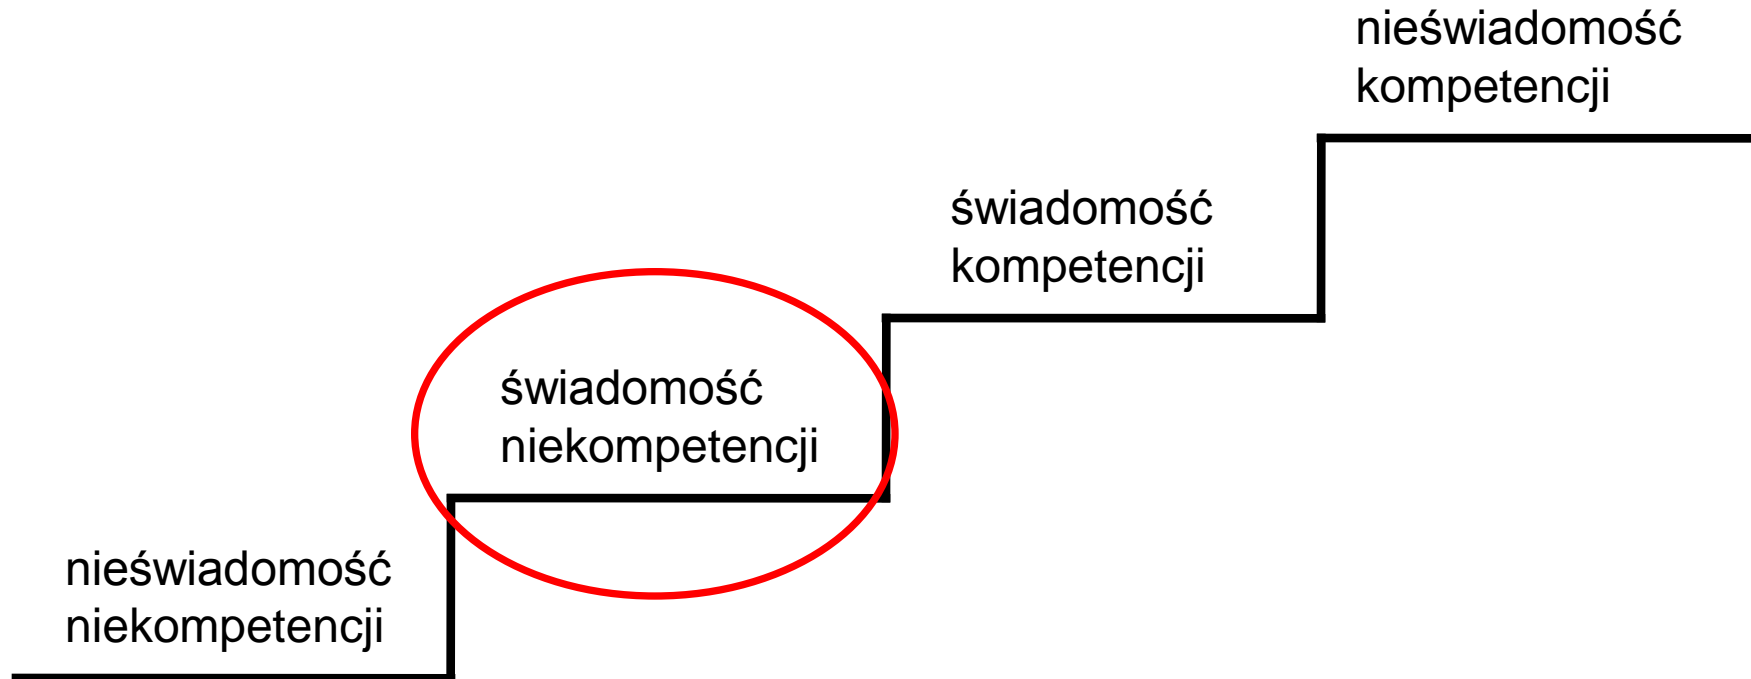 nieświadomość
kompetencji
świadomość
kompetencji
świadomość
niekompetencji
nieświadomość
niekompetencji